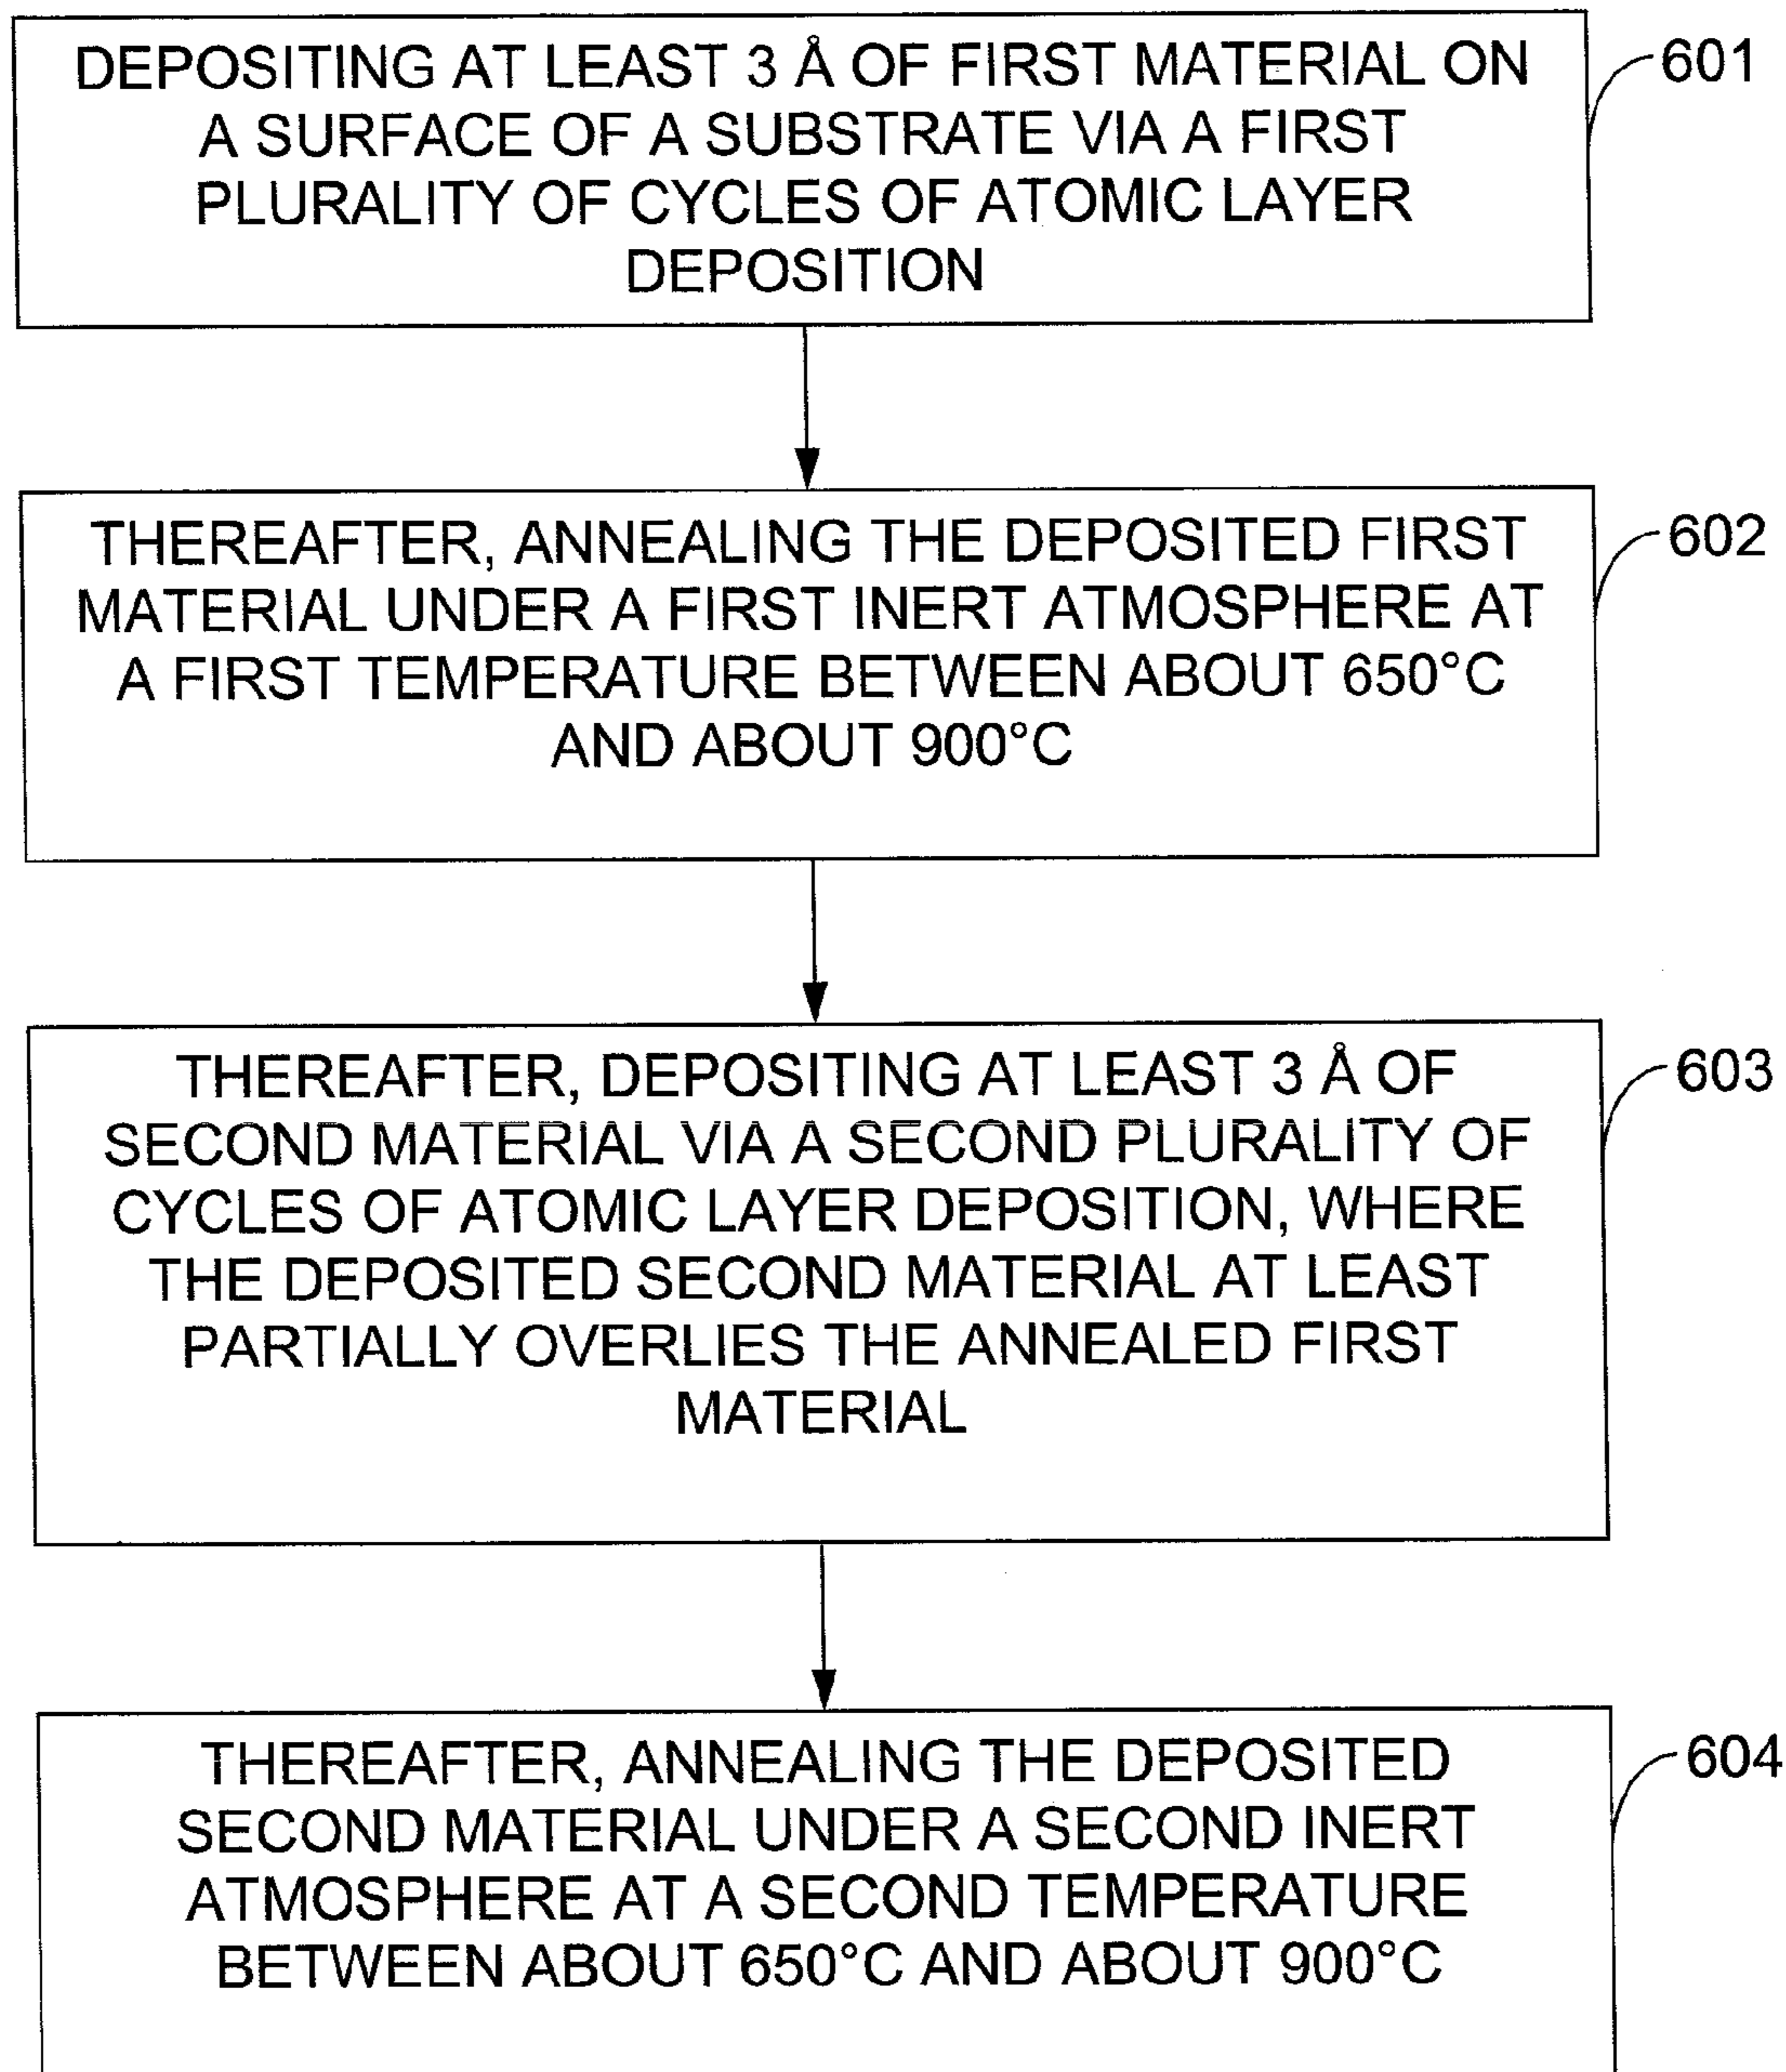 DEPOSITING AT LEAST 3 Å OF FIRST MATERIAL ON
A SURFACE OF A SUBSTRATE VIA A FIRST
PLURALITY OF CYCLES OF ATOMIC LAYER
DEPOSITION
601
THEREAFTER, ANNEALING THE DEPOSITED FIRST
MATERIAL UNDER A FIRST INERT ATMOSPHERE AT
A FIRST TEMPERATURE BETWEEN ABOUT 650°C
AND ABOUT 900°C
602
THEREAFTER, DEPOSITING AT LEAST 3 Å OF
SECOND MATERIAL VIA A SECOND PLURALITY OF
CYCLES OF ATOMIC LAYER DEPOSITION, WHERE
THE DEPOSITED SECOND MATERIAL AT LEAST
PARTIALLY OVERLIES THE ANNEALED FIRST
MATERIAL
603
THEREAFTER, ANNEALING THE DEPOSITED
SECOND MATERIAL UNDER A SECOND INERT
ATMOSPHERE AT A SECOND TEMPERATURE
BETWEEN ABOUT 650°C AND ABOUT 900°C
604